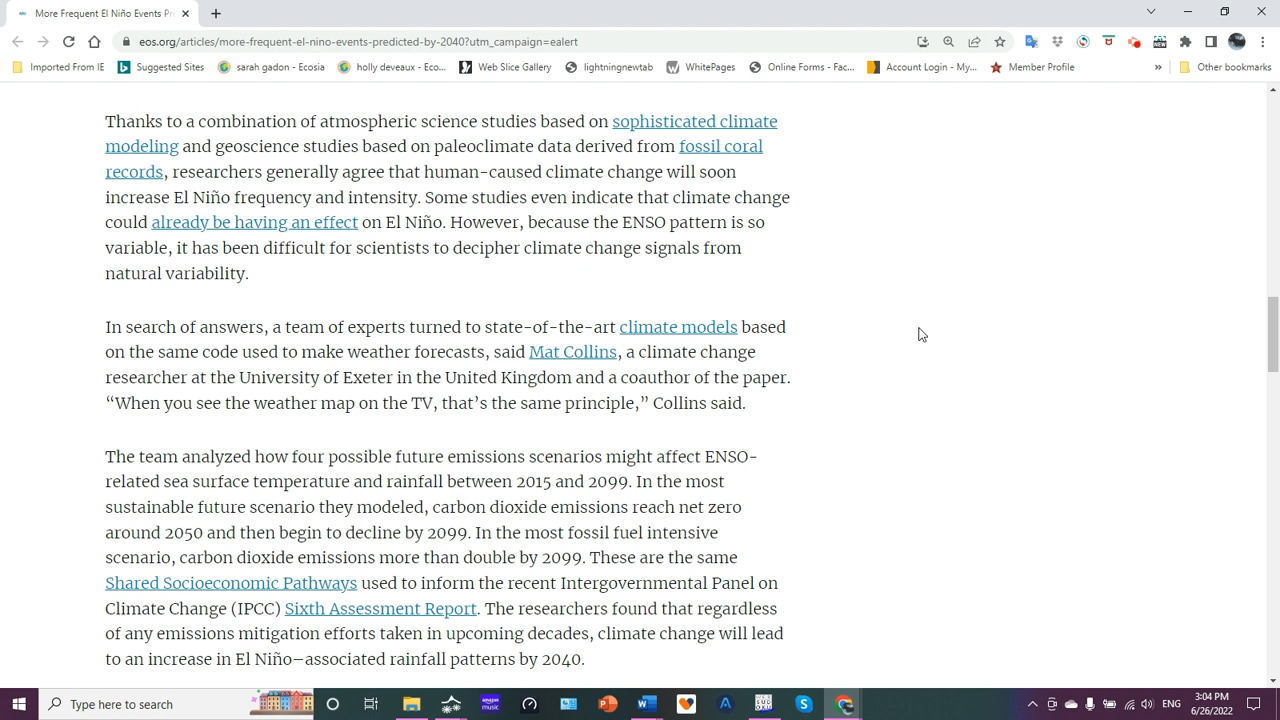 More Frequent El Niño Events Pr
eos.org/articles/more-frequent-el-nino-events-predicted-by-2040?utm_campaign=ealert
Imported From IE
Suggested Sites
sarah gadon - Ecosia
holly deveaux - Eco...
Web Slice Gallery
lightningnewtab
WhitePages
Online Forms - Fac...
Account Login - My...
Member Profile
»
Other bookmarks
Thanks to a combination of atmospheric science studies based on sophisticated climate
modeling and geoscience studies based on paleoclimate data derived from fossil coral
records, researchers generally agree that human-caused climate change will soon
increase El Niño frequency and intensity. Some studies even indicate that climate change
could already be having an effect on El Niño. However, because the ENSO pattern is so
variable, it has been difficult for scientists to decipher climate change signals from
natural variability.
In search of answers, a team of experts turned to state-of-the-art climate models based
on the same code used to make weather forecasts, said Mat Collins, a climate change
researcher at the University of Exeter in the United Kingdom and a coauthor of the paper.
“When you see the weather map on the TV, that’s the same principle,” Collins said.
The team analyzed how four possible future emissions scenarios might affect ENSO-
related sea surface temperature and rainfall between 2015 and 2099. In the most
sustainable future scenario they modeled, carbon dioxide emissions reach net zero
around 2050 and then begin to decline by 2099. In the most fossil fuel intensive
scenario, carbon dioxide emissions more than double by 2099. These are the same
Shared Socioeconomic Pathways used to inform the recent Intergovernmental Panel on
Climate Change (IPCC) Sixth Assessment Report. The researchers found that regardless
of any emissions mitigation efforts taken in upcoming decades, climate change will lead
to an increase in El Niño–associated rainfall patterns by 2040.
Type here to search
ENG
3:04 PM
6/26/2022